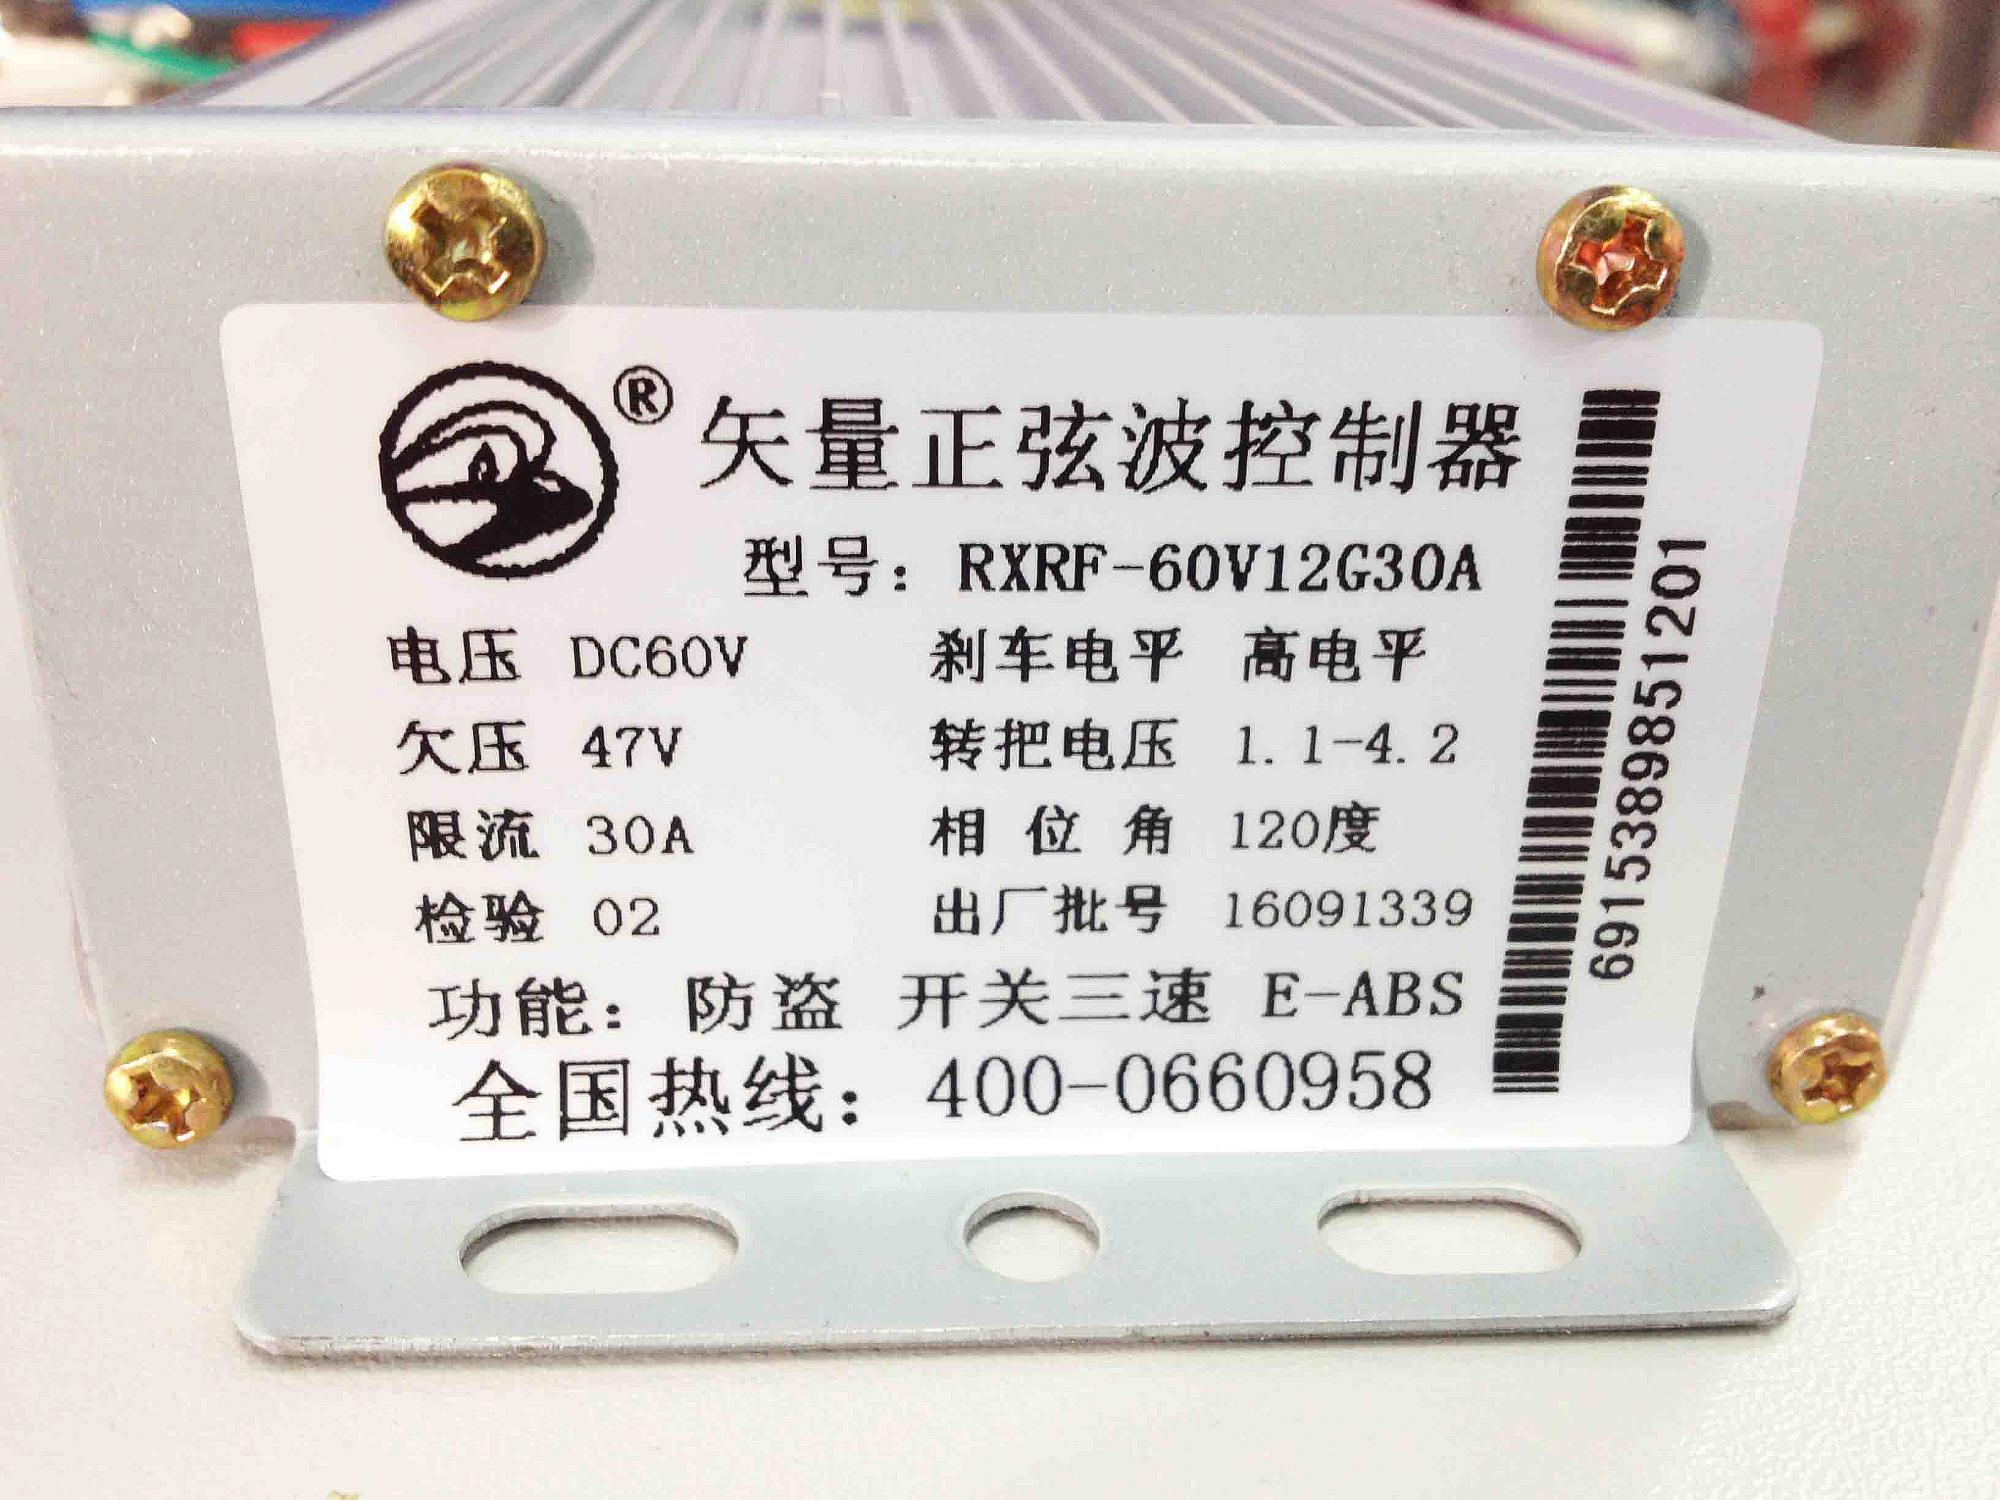 ® 矢量正弦波控制器
型号: RXRF-60V12G30A
电压 DC60V 刹车电平 高电平
欠压 47V 转把电压 1.1-4.2
限流 30A 相位角 120度
检验 02 出厂批号 16091339
功能: 防盗 开关三速 E-ABS
全国热线: 400-0660958
6915389851201